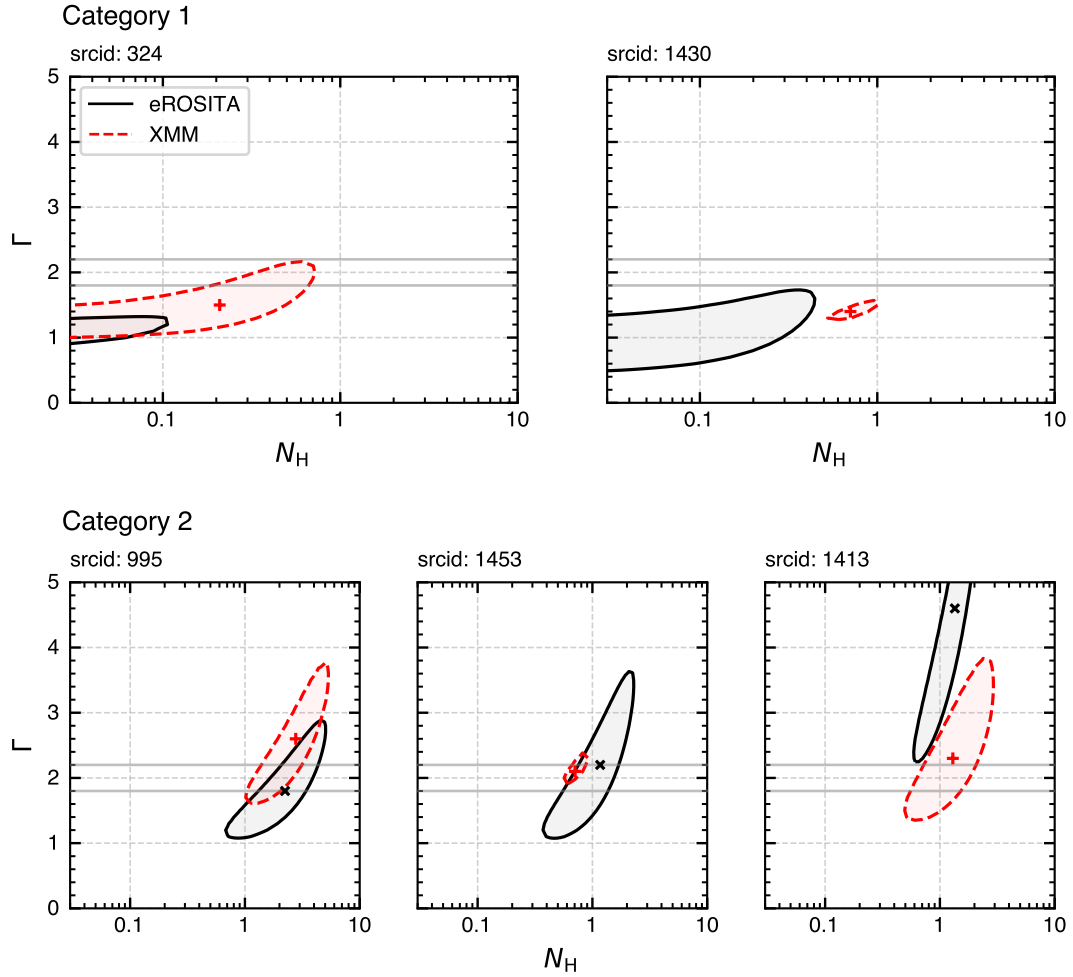 Category 1
srcid: 324
srcid: 1430
5
4
3
2
1
0
Γ
eROSITA
XMM
0.1
1
10
0.1
1
10
N_H
N_H
Category 2
srcid: 995
srcid: 1453
srcid: 1413
5
4
3
2
1
0
Γ
0.1
1
10
0.1
1
10
0.1
1
10
N_H